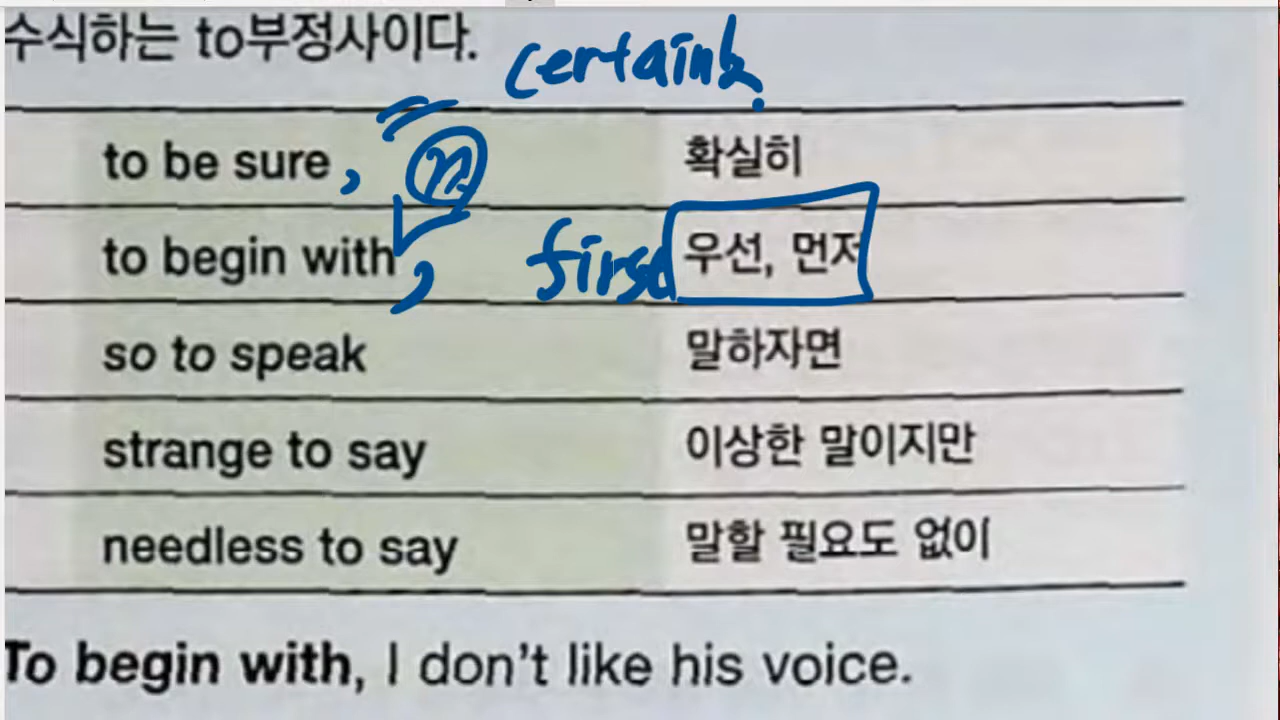 수식하는 to부정사이다.
certainly
to be sure, n 확실히
to begin with, first 우선, 먼저
so to speak 말하자면
strange to say 이상한 말이지만
needless to say 말할 필요도 없이
To begin with, I don't like his voice.